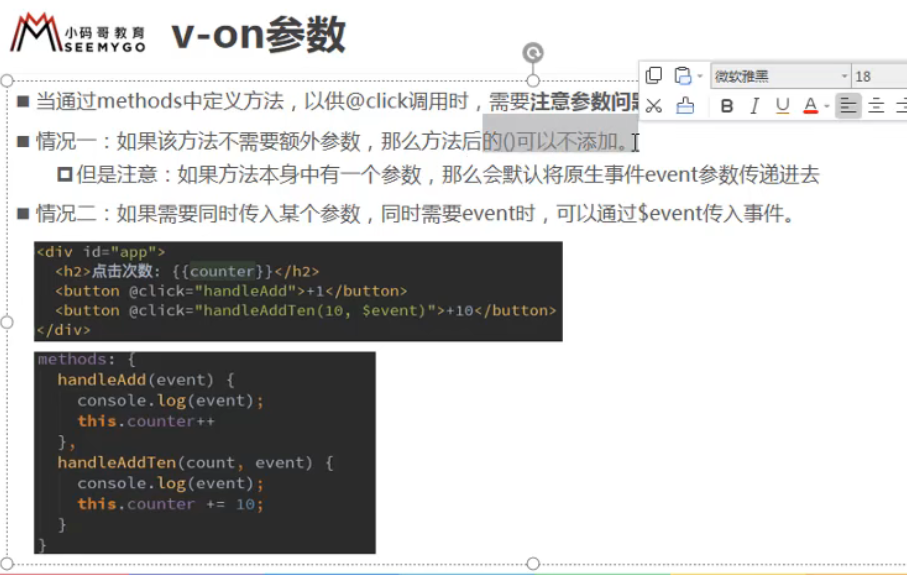 小码哥教育
SEEMYGO
v-on参数
微软雅黑 18
B I U A
■ 当通过methods中定义方法，以供@click调用时，需要注意参数问
■ 情况一：如果该方法不需要额外参数，那么方法后的()可以不添加。
但是注意：如果方法本身中有一个参数，那么会默认将原生事件event参数传递进去
■ 情况二：如果需要同时传入某个参数，同时需要event时，可以通过$event传入事件。
<div id="app">
<h2>点击次数: {{counter}}</h2>
<button @click="handleAdd">+1</button>
<button @click="handleAddTen(10, $event)">+10</button>
</div>
methods: {
handleAdd(event) {
console.log(event);
this.counter++
},
handleAddTen(count, event) {
console.log(event);
this.counter += 10;
}
}